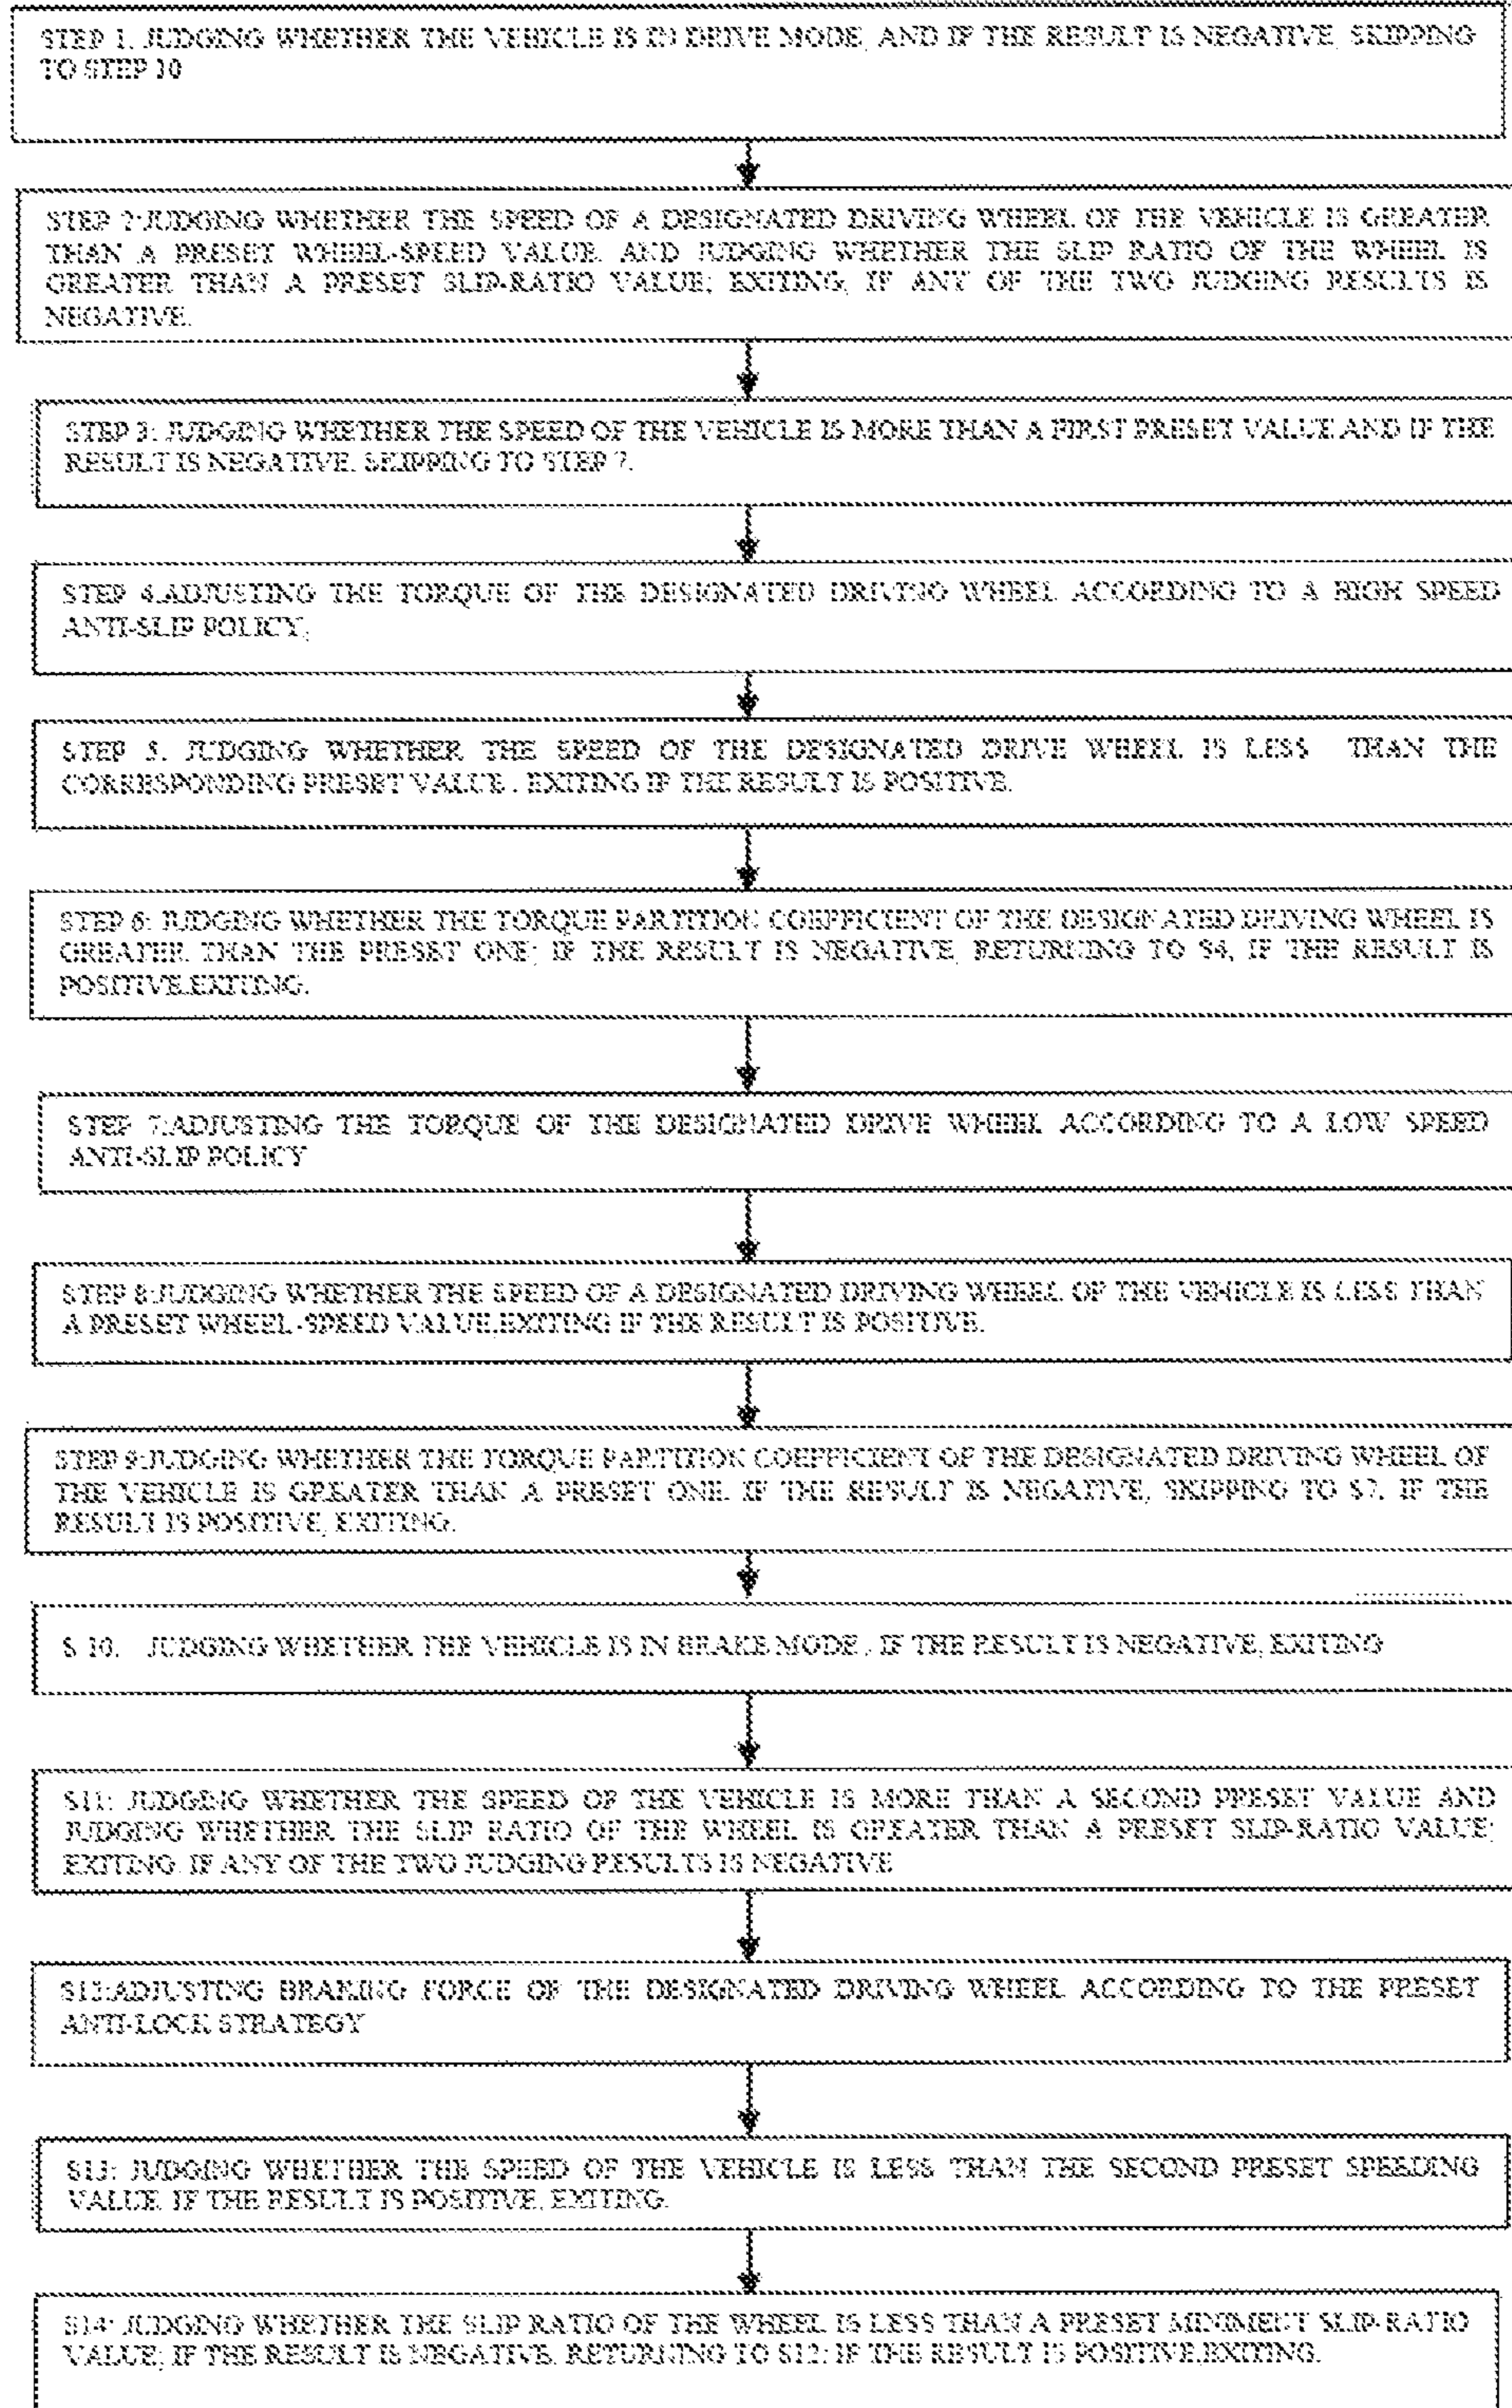 STEP 1. JUDGING WHETHER THE VEHICLE IS IN DRIVE MODE, AND IF THE RESULT IS NEGATIVE, SKIPPING
TO STEP 10
STEP 2:JUDGING WHETHER THE SPEED OF A DESIGNATED DRIVING WHEEL OF THE VEHICLE IS GREATER
THAN A PRESET WHEEL-SPEED VALUE AND JUDGING WHETHER THE SLIP RATIO OF THE WHEEL IS
GREATER THAN A PRESET SLIP-RATIO VALUE; EXITING, IF ANY OF THE TWO JUDGING RESULTS IS
NEGATIVE.
STEP 3: JUDGING WHETHER THE SPEED OF THE VEHICLE IS MORE THAN A FIRST PRESET VALUE,AND IF THE
RESULT IS NEGATIVE, SKIPPING TO STEP 7.
STEP 4.ADJUSTING THE TORQUE OF THE DESIGNATED DRIVING WHEEL ACCORDING TO A HIGH SPEED
ANTI-SLIP POLICY;
STEP 5. JUDGING WHETHER THE SPEED OF THE DESIGNATED DRIVE WHEEL IS LESS THAN THE
CORRESPONDING PRESET VALUE , EXITING IF THE RESULT IS POSITIVE.
STEP 6: JUDGING WHETHER THE TORQUE PARTITION COEFFICIENT OF THE DESIGNATED DRIVING WHEEL IS
GREATER THAN THE PRESET ONE; IF THE RESULT IS NEGATIVE, RETURNING TO S4, IF THE RESULT IS
POSITIVE,EXITING.
STEP 7:ADJUSTING THE TORQUE OF THE DESIGNATED DRIVE WHEEL ACCORDING TO A LOW SPEED
ANTI-SLIP POLICY
STEP 8:JUDGING WHETHER THE SPEED OF A DESIGNATED DRIVING WHEEL OF THE VEHICLE IS LESS THAN
A PRESET WHEEL-SPEED VALUE,EXITING IF THE RESULT IS POSITIVE.
STEP 9:JUDGING WHETHER THE TORQUE PARTITION COEFFICIENT OF THE DESIGNATED DRIVING WHEEL OF
THE VEHICLE IS GREATER THAN A PRESET ONE. IF THE RESULT IS NEGATIVE, SKIPPING TO S7, IF THE
RESULT IS POSITIVE, EXITING.
S 10. JUDGING WHETHER THE VEHICLE IS IN BRAKE MODE , IF THE RESULT IS NEGATIVE, EXITING
S11: JUDGING WHETHER THE SPEED OF THE VEHICLE IS MORE THAN A SECOND PRESET VALUE AND
JUDGING WHETHER THE SLIP RATIO OF THE WHEEL IS GREATER THAN A PRESET SLIP-RATIO VALUE;
EXITING, IF ANY OF THE TWO JUDGING RESULTS IS NEGATIVE
S12:ADJUSTING BRAKING FORCE OF THE DESIGNATED DRIVING WHEEL ACCORDING TO THE PRESET
ANTI-LOCK STRATEGY
S13: JUDGING WHETHER THE SPEED OF THE VEHICLE IS LESS THAN THE SECOND PRESET SPEEDING
VALUE, IF THE RESULT IS POSITIVE, EXITING.
S14: JUDGING WHETHER THE SLIP RATIO OF THE WHEEL IS LESS THAN A PRESET MINIMENT SLIP-RATIO
VALUE; IF THE RESULT IS NEGATIVE, RETURNING TO S12; IF THE RESULT IS POSITIVE,EXITING.